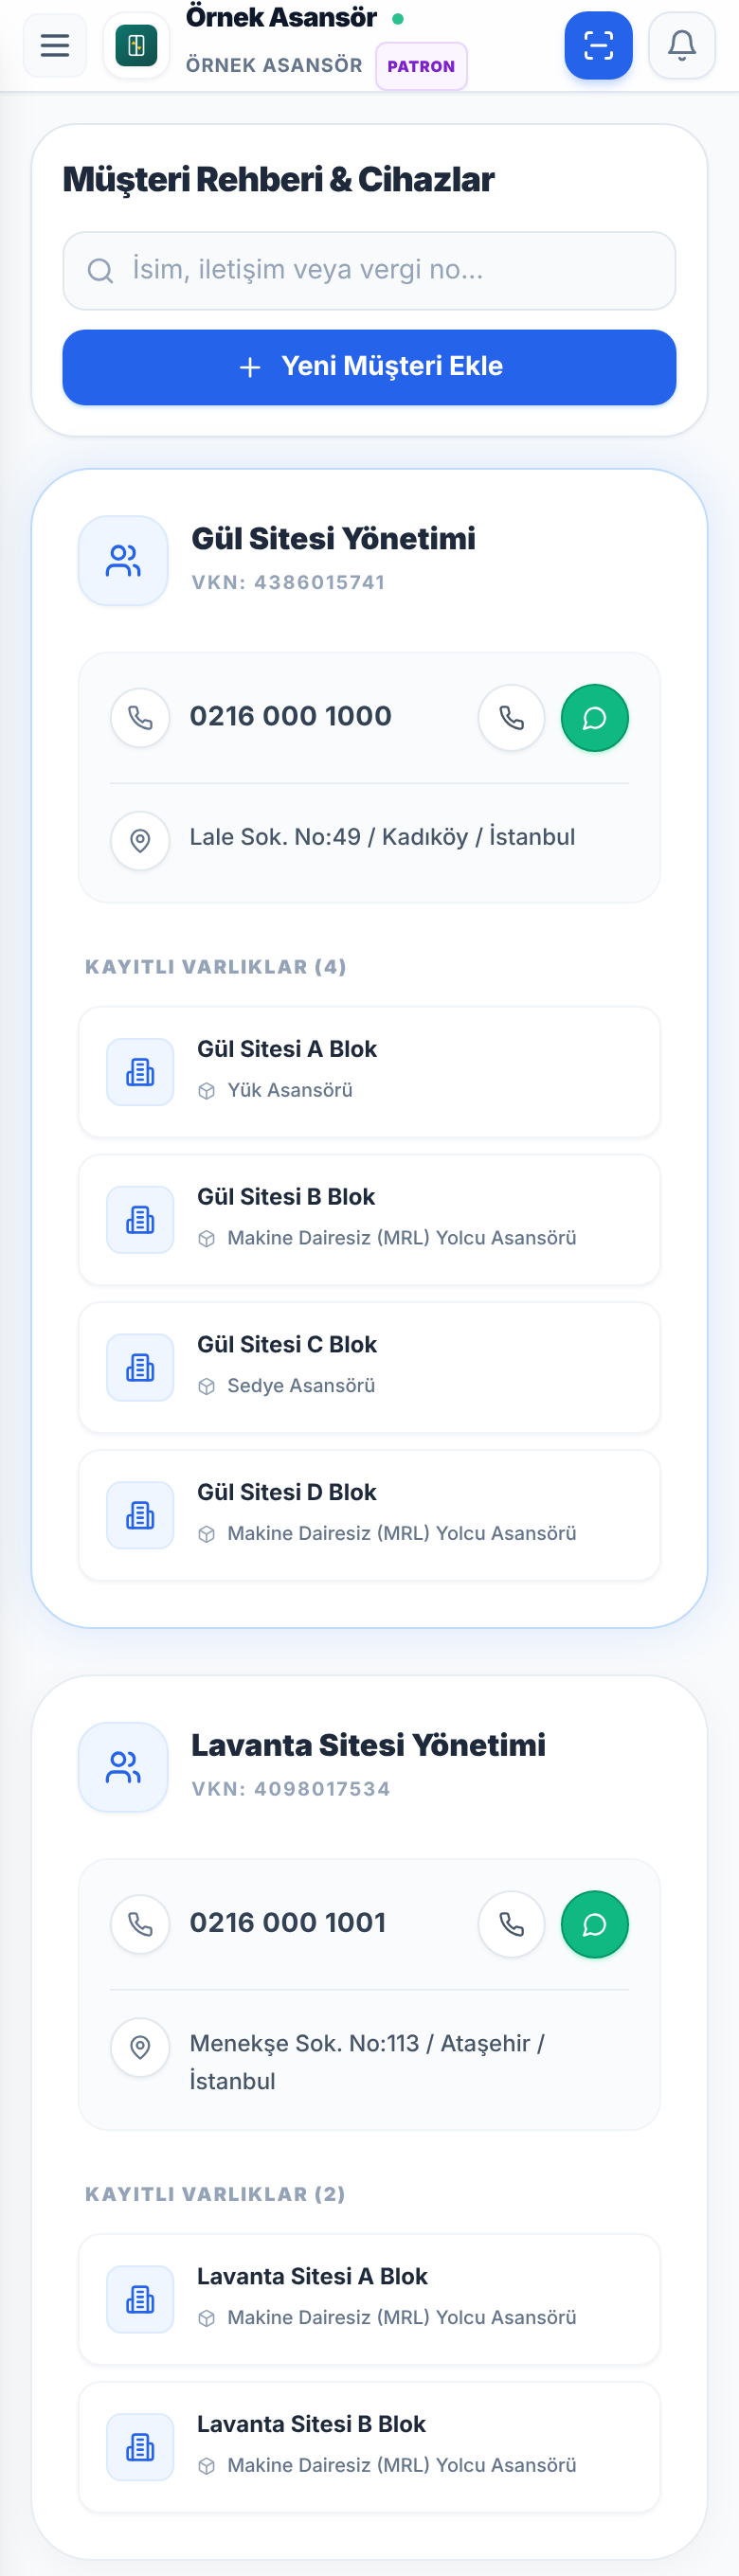 Örnek Asansör
ÖRNEK ASANSÖR PATRON
Müşteri Rehberi & Cihazlar
İsim, iletişim veya vergi no...
Yeni Müşteri Ekle
Gül Sitesi Yönetimi
VKN: 4386015741
0216 000 1000
Lale Sok. No:49 / Kadıköy / İstanbul
KAYITLI VARLIKLAR (4)
Gül Sitesi A Blok
Yük Asansörü
Gül Sitesi B Blok
Makine Dairesiz (MRL) Yolcu Asansörü
Gül Sitesi C Blok
Sedye Asansörü
Gül Sitesi D Blok
Makine Dairesiz (MRL) Yolcu Asansörü
Lavanta Sitesi Yönetimi
VKN: 4098017534
0216 000 1001
Menekşe Sok. No:113 / Ataşehir /
İstanbul
KAYITLI VARLIKLAR (2)
Lavanta Sitesi A Blok
Makine Dairesiz (MRL) Yolcu Asansörü
Lavanta Sitesi B Blok
Makine Dairesiz (MRL) Yolcu Asansörü